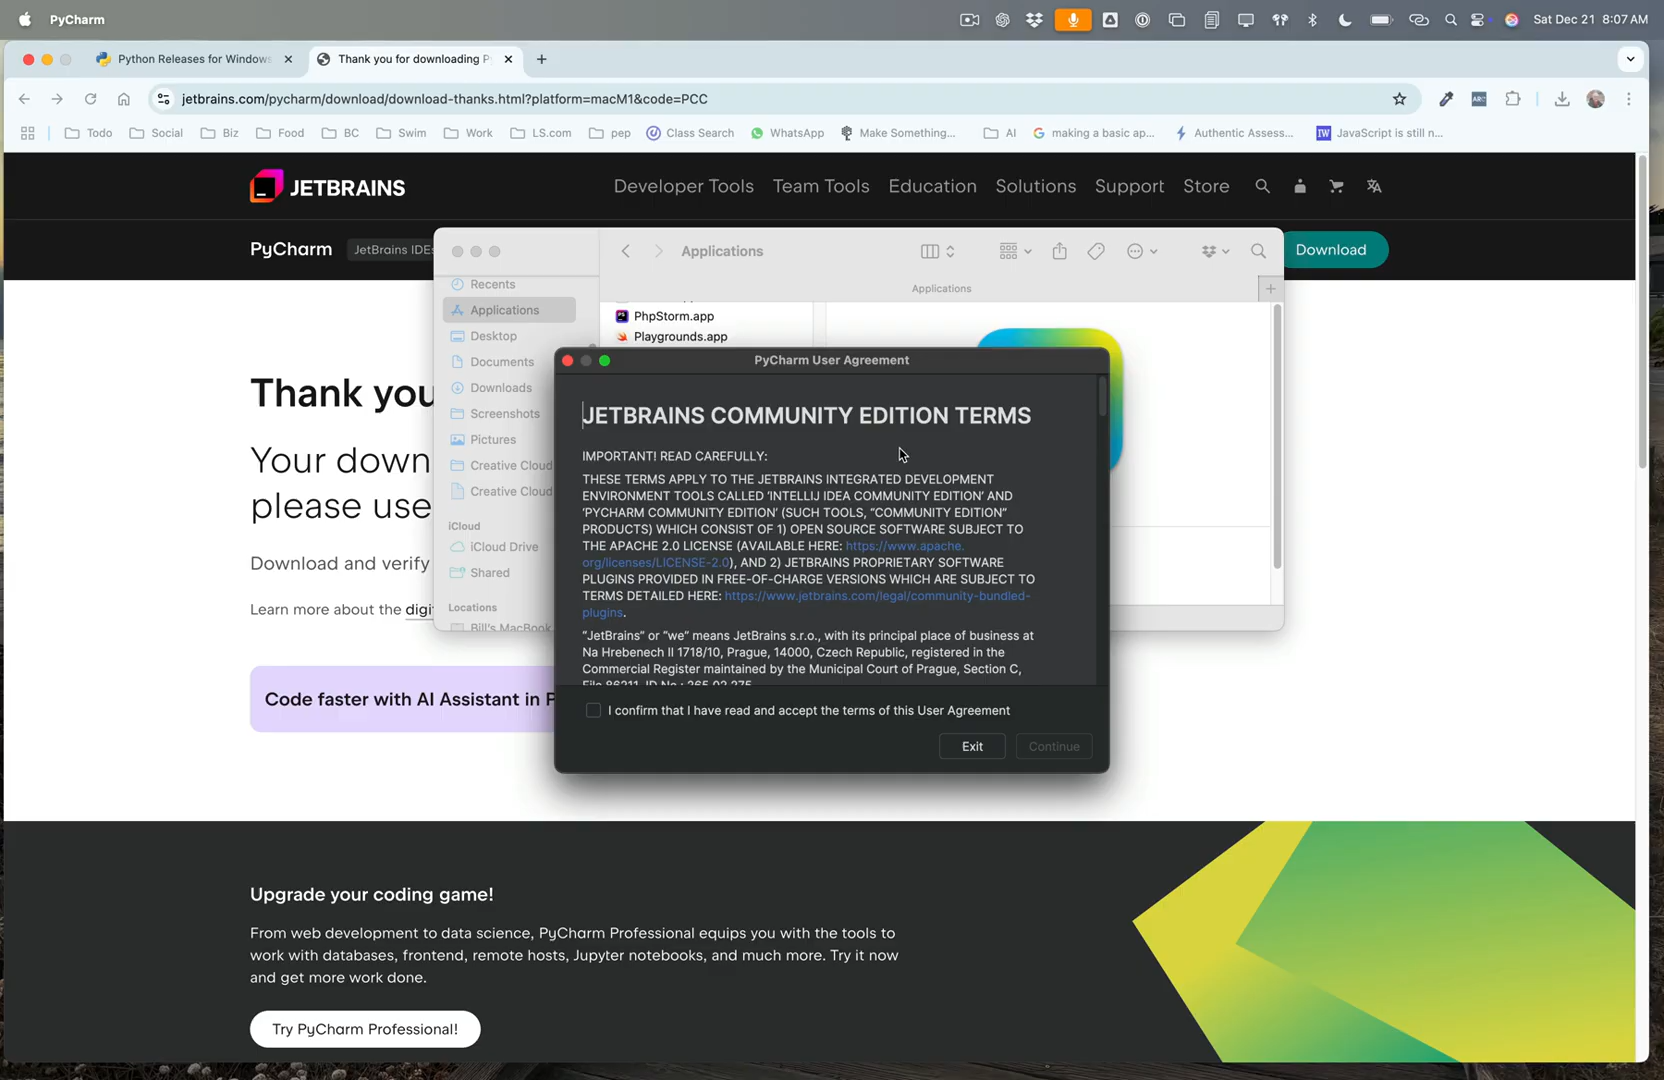 PyCharm
Sat Dec 21 8:07 AM
Python Releases for Windows
Thank you for downloading P
jetbrains.com/pycharm/download/download-thanks.html?platform=macM1&code=PCC
ARC
Todo
Social
Biz
Food
BC
Swim
Work
LS.com
pep
Class Search
WhatsApp
Make Something...
AI
making a basic ap...
Authentic Assess...
IW
JavaScript is still n...
JETBRAINS
Developer Tools
Team Tools
Education
Solutions
Support
Store
PyCharm
JetBrains IDEs
Download
Applications
Applications
Recents
Applications
Desktop
Documents
Downloads
Screenshots
Pictures
Creative Cloud
Creative Cloud
iCloud
iCloud Drive
Shared
Locations
Bill's MacBook
PhpStorm.app
Playgrounds.app
Thank you
Your down
please use
Download and verify
Learn more about the digi
Code faster with AI Assistant in P
PyCharm User Agreement
JETBRAINS COMMUNITY EDITION TERMS
IMPORTANT! READ CAREFULLY:
THESE TERMS APPLY TO THE JETBRAINS INTEGRATED DEVELOPMENT
ENVIRONMENT TOOLS CALLED 'INTELLIJ IDEA COMMUNITY EDITION' AND
'PYCHARM COMMUNITY EDITION' (SUCH TOOLS, "COMMUNITY EDITION"
PRODUCTS) WHICH CONSIST OF 1) OPEN SOURCE SOFTWARE SUBJECT TO
THE APACHE 2.0 LICENSE (AVAILABLE HERE: https://www.apache.
org/licenses/LICENSE-2.0), AND 2) JETBRAINS PROPRIETARY SOFTWARE
PLUGINS PROVIDED IN FREE-OF-CHARGE VERSIONS WHICH ARE SUBJECT TO
TERMS DETAILED HERE: https://www.jetbrains.com/legal/community-bundled-
plugins.
“JetBrains” or “we” means JetBrains s.r.o., with its principal place of business at
Na Hrebenech II 1718/10, Prague, 14000, Czech Republic, registered in the
Commercial Register maintained by the Municipal Court of Prague, Section C,
File 86211, ID No.: 265 02 275
I confirm that I have read and accept the terms of this User Agreement
Exit
Continue
Upgrade your coding game!
From web development to data science, PyCharm Professional equips you with the tools to
work with databases, frontend, remote hosts, Jupyter notebooks, and much more. Try it now
and get more work done.
Try PyCharm Professional!